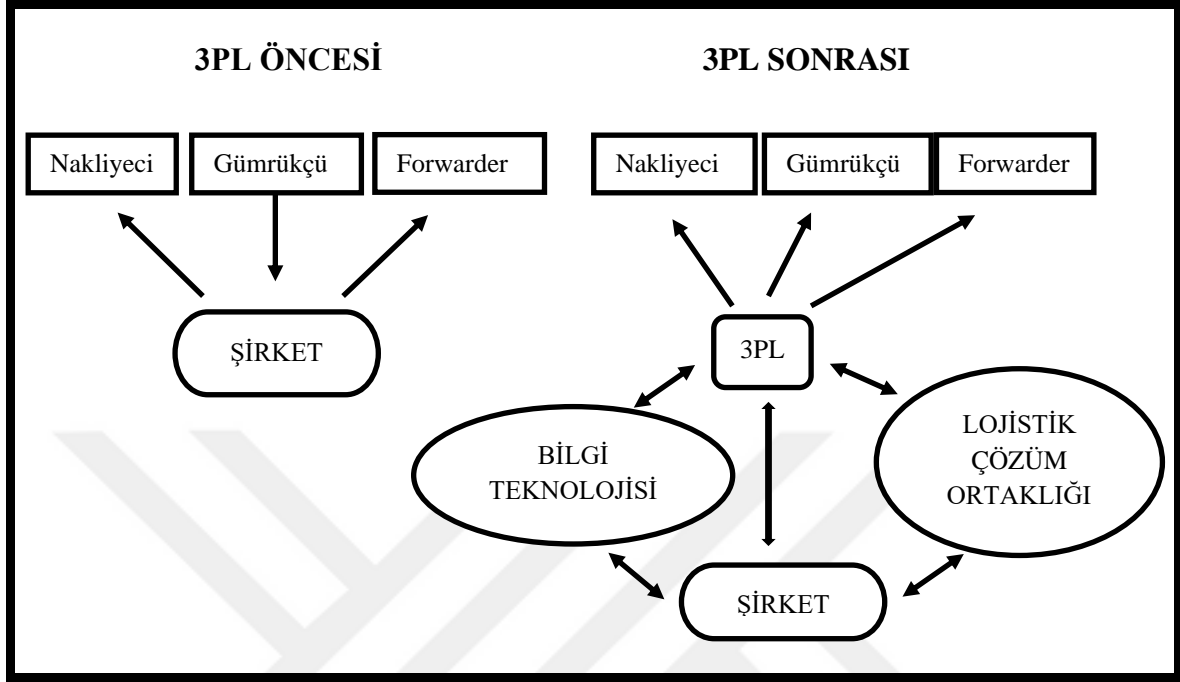 3PL ÖNCESİ
3PL SONRASI
Nakliyeci
Gümrükçü
Forwarder
Nakliyeci
Gümrükçü
Forwarder
ŞİRKET
3PL
BİLGİ
TEKNOLOJİSİ
LOJİSTİK
ÇÖZÜM
ORTAKLIĞI
ŞİRKET